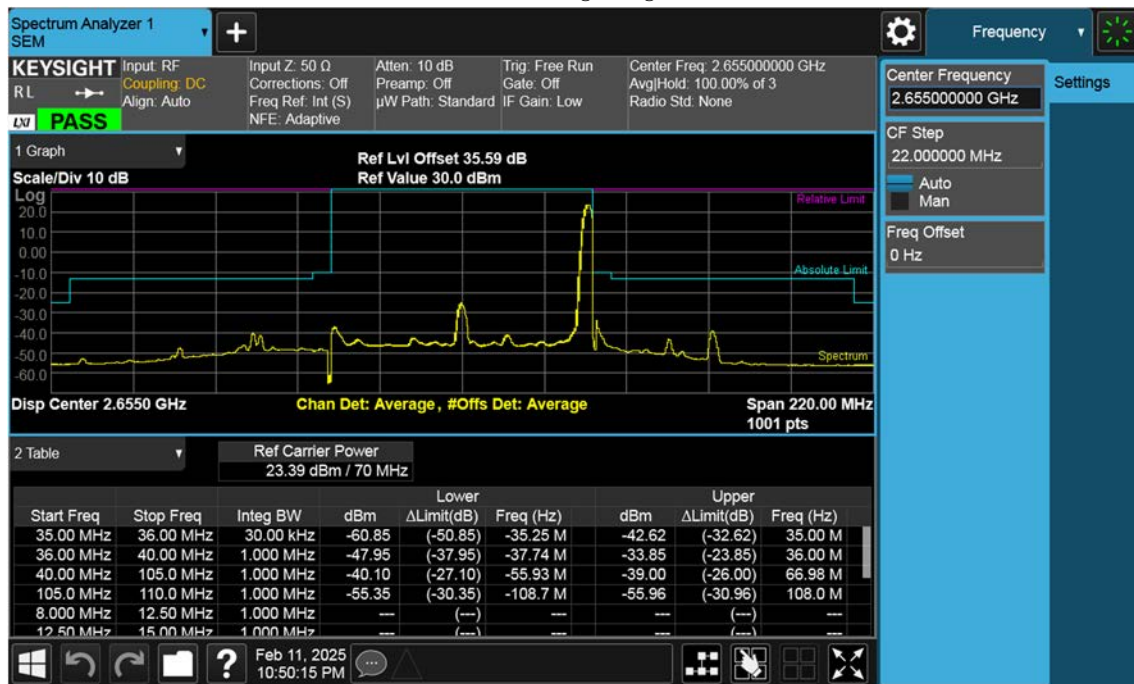 Spectrum Analyzer 1
SEM
Frequency
KEYSIGHT
RL
LXI PASS
Input: RF
Coupling: DC
Align: Auto
Input Z: 50 Ω
Corrections: Off
Freq Ref: Int (S)
NFE: Adaptive
Atten: 10 dB
Preamp: Off
µW Path: Standard
Trig: Free Run
Gate: Off
IF Gain: Low
Center Freq: 2.655000000 GHz
Avg|Hold: 100.00% of 3
Radio Std: None
Center Frequency
2.655000000 GHz
Settings
CF Step
22.000000 MHz
Auto
Man
Freq Offset
0 Hz
1 Graph
Scale/Div 10 dB
Ref Lvl Offset 35.59 dB
Ref Value 30.0 dBm
Log
20.0
10.0
0.00
-10.0
-20.0
-30.0
-40.0
-50.0
-60.0
Relative Limit
Absolute Limit
Spectrum
Disp Center 2.6550 GHz
Chan Det: Average, #Offs Det: Average
Span 220.00 MHz
1001 pts
2 Table
Ref Carrier Power
23.39 dBm / 70 MHz
Lower Upper
Start Freq Stop Freq Integ BW dBm ΔLimit(dB) Freq (Hz) dBm ΔLimit(dB) Freq (Hz)
35.00 MHz 36.00 MHz 30.00 kHz -60.85 (-50.85) -35.25 M -42.62 (-32.62) 35.00 M
36.00 MHz 40.00 MHz 1.000 MHz -47.95 (-37.95) -37.74 M -33.85 (-23.85) 36.00 M
40.00 MHz 105.0 MHz 1.000 MHz -40.10 (-27.10) -55.93 M -39.00 (-26.00) 66.98 M
105.0 MHz 110.0 MHz 1.000 MHz -55.35 (-30.35) -108.7 M -55.96 (-30.96) 108.0 M
8.000 MHz 12.50 MHz 1.000 MHz --- (---) --- --- (---) ---
12.50 MHz 15.00 MHz 1.000 MHz --- (---) --- --- (---) ---
?
Feb 11, 2025
10:50:15 PM